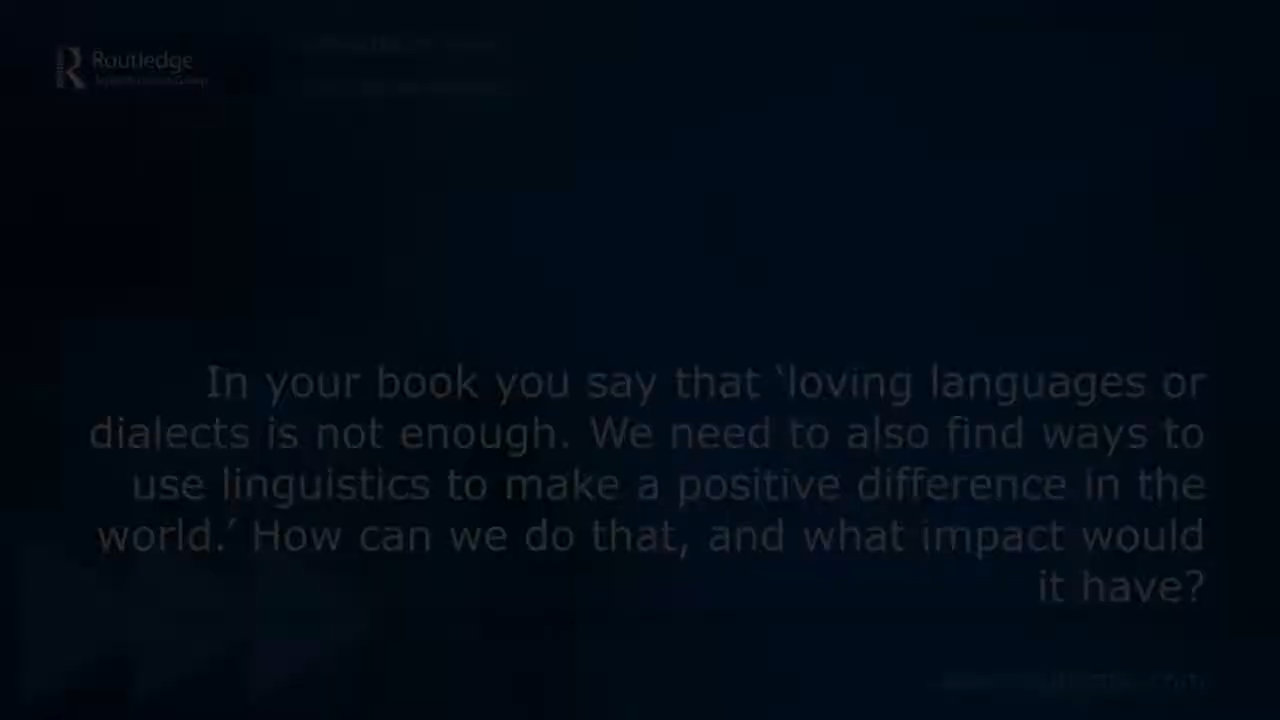 Routledge
In your book you say that ‘loving languages or
dialects is not enough. We need to also find ways to
use linguistics to make a positive difference in the
world.’ How can we do that, and what impact would
it have?